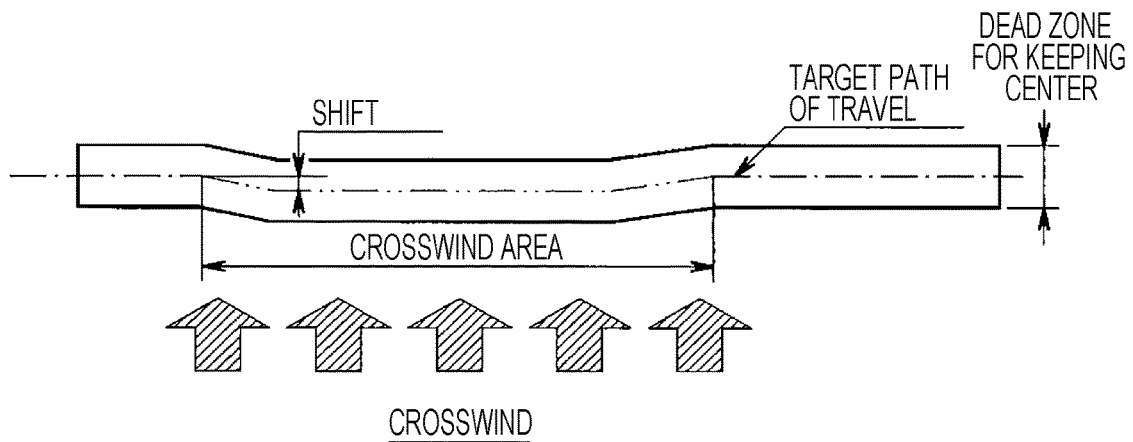 DEAD ZONE
FOR KEEPING
CENTER
TARGET PATH
OF TRAVEL
SHIFT
CROSSWIND AREA
CROSSWIND